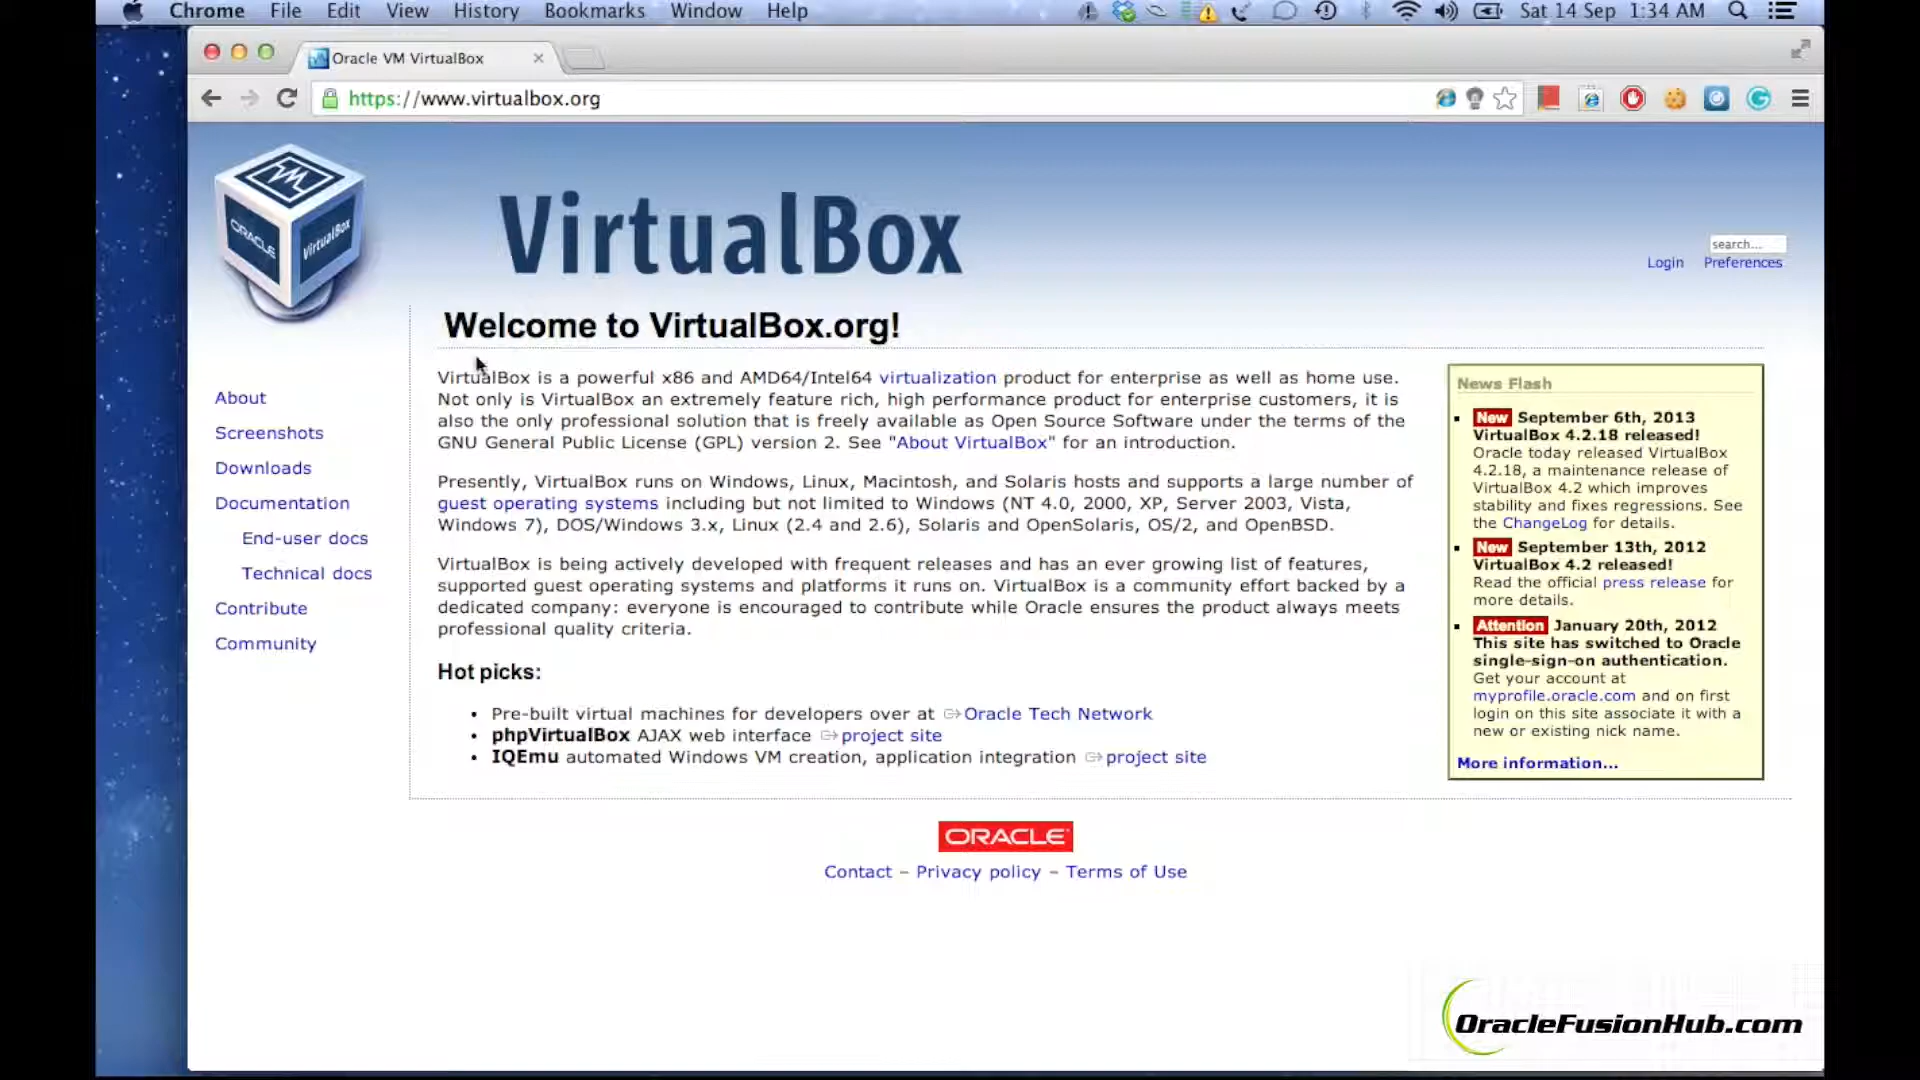 Chrome File Edit View History Bookmarks Window Help Sat 14 Sep 1:34 AM
Oracle VM VirtualBox
https://www.virtualbox.org
ORACLE
VirtualBox
VirtualBox
search...
Login Preferences
Welcome to VirtualBox.org!
About
Screenshots
Downloads
Documentation
End-user docs
Technical docs
Contribute
Community
VirtualBox is a powerful x86 and AMD64/Intel64 virtualization product for enterprise as well as home use.
Not only is VirtualBox an extremely feature rich, high performance product for enterprise customers, it is
also the only professional solution that is freely available as Open Source Software under the terms of the
GNU General Public License (GPL) version 2. See "About VirtualBox" for an introduction.
Presently, VirtualBox runs on Windows, Linux, Macintosh, and Solaris hosts and supports a large number of
guest operating systems including but not limited to Windows (NT 4.0, 2000, XP, Server 2003, Vista,
Windows 7), DOS/Windows 3.x, Linux (2.4 and 2.6), Solaris and OpenSolaris, OS/2, and OpenBSD.
VirtualBox is being actively developed with frequent releases and has an ever growing list of features,
supported guest operating systems and platforms it runs on. VirtualBox is a community effort backed by a
dedicated company: everyone is encouraged to contribute while Oracle ensures the product always meets
professional quality criteria.
Hot picks:
• Pre-built virtual machines for developers over at Oracle Tech Network
• phpVirtualBox AJAX web interface project site
• IQEmu automated Windows VM creation, application integration project site
News Flash
New September 6th, 2013
VirtualBox 4.2.18 released!
Oracle today released VirtualBox
4.2.18, a maintenance release of
VirtualBox 4.2 which improves
stability and fixes regressions. See
the ChangeLog for details.
New September 13th, 2012
VirtualBox 4.2 released!
Read the official press release for
more details.
Attention January 20th, 2012
This site has switched to Oracle
single-sign-on authentication.
Get your account at
myprofile.oracle.com and on first
login on this site associate it with a
new or existing nick name.
More information...
ORACLE
Contact – Privacy policy – Terms of Use
OracleFusionHub.com